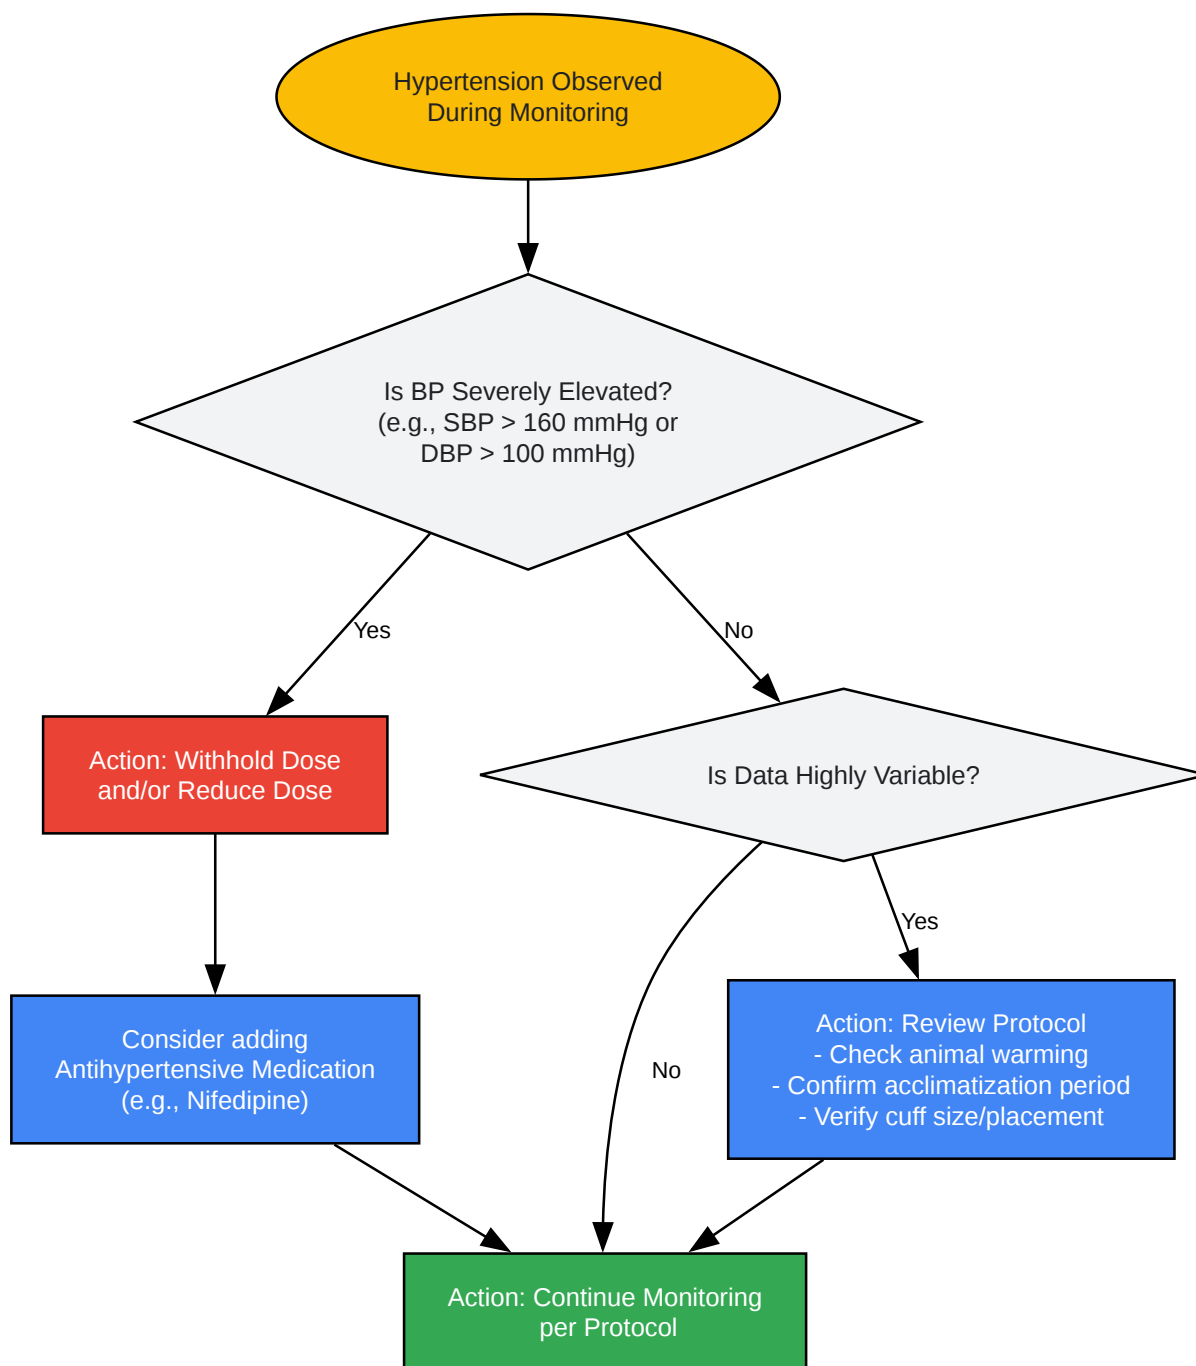 Hypertension Observed
During Monitoring
Is BP Severely Elevated?
(e.g., SBP > 160 mmHg or
DBP > 100 mmHg)
Yes
No
Action: Withhold Dose
and/or Reduce Dose
Is Data Highly Variable?
Yes
Consider adding
Antihypertensive Medication
(e.g., Nifedipine)
No
Action: Review Protocol
- Check animal warming
- Confirm acclimatization period
- Verify cuff size/placement
Action: Continue Monitoring
per Protocol